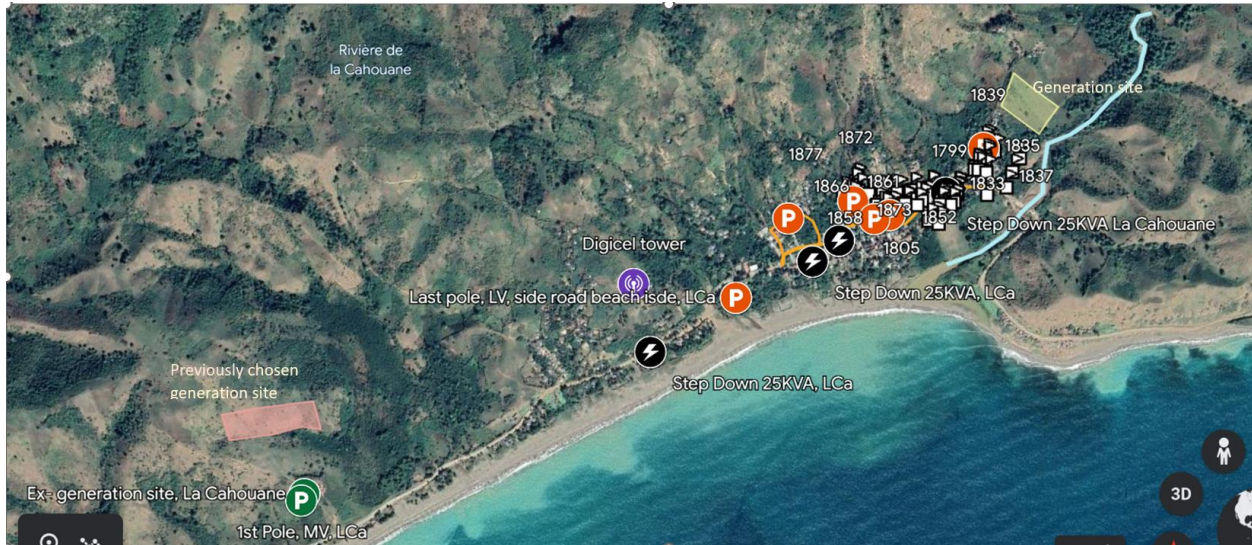 Rivière de
la Cahouane
Generation site
1839
1872
1877
1799
1835
1837
1866
1861
1833
1858
1873
1852
1805
Step Down 25KVA La Cahouane
Digicel tower
Last pole, LV, side road beach isde, LCa
Step Down 25KVA, LCa
Step Down 25KVA, LCa
Previously chosen
generation site
Ex- generation site, La Cahouane
1st Pole, MV, LCa
P
P
P
P
P
P
3D